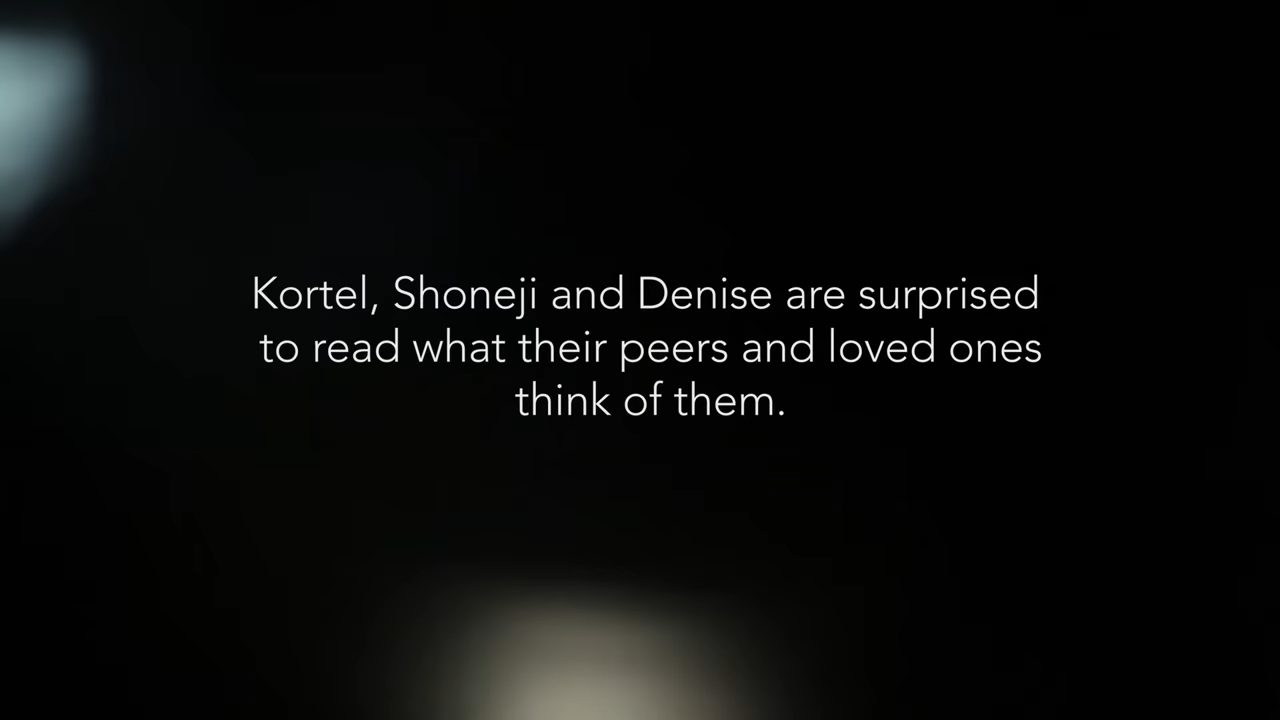 Kortel, Shoneji and Denise are surprised
to read what their peers and loved ones
think of them.